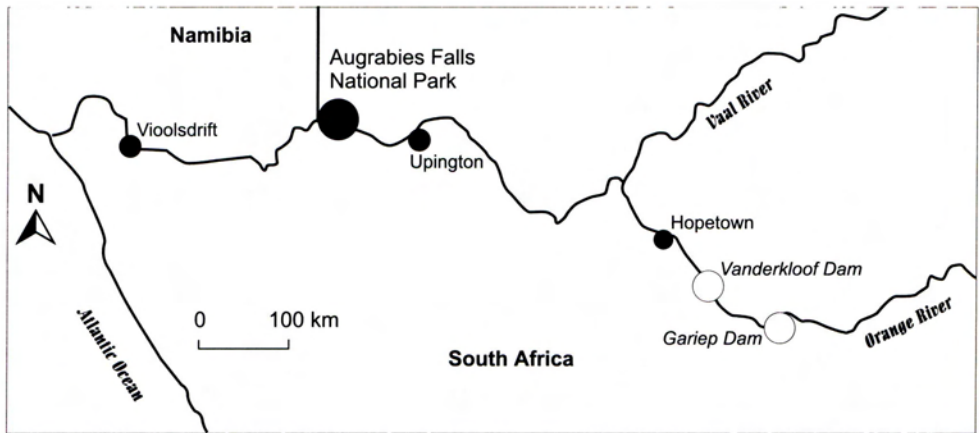 Namibia
Augrabies Falls
National Park
Vaal River
Vioolsdrift
Upington
N
Hopetown
Vanderkloof Dam
0 100 km
Atlantic Ocean
Gariep Dam
Orange River
South Africa